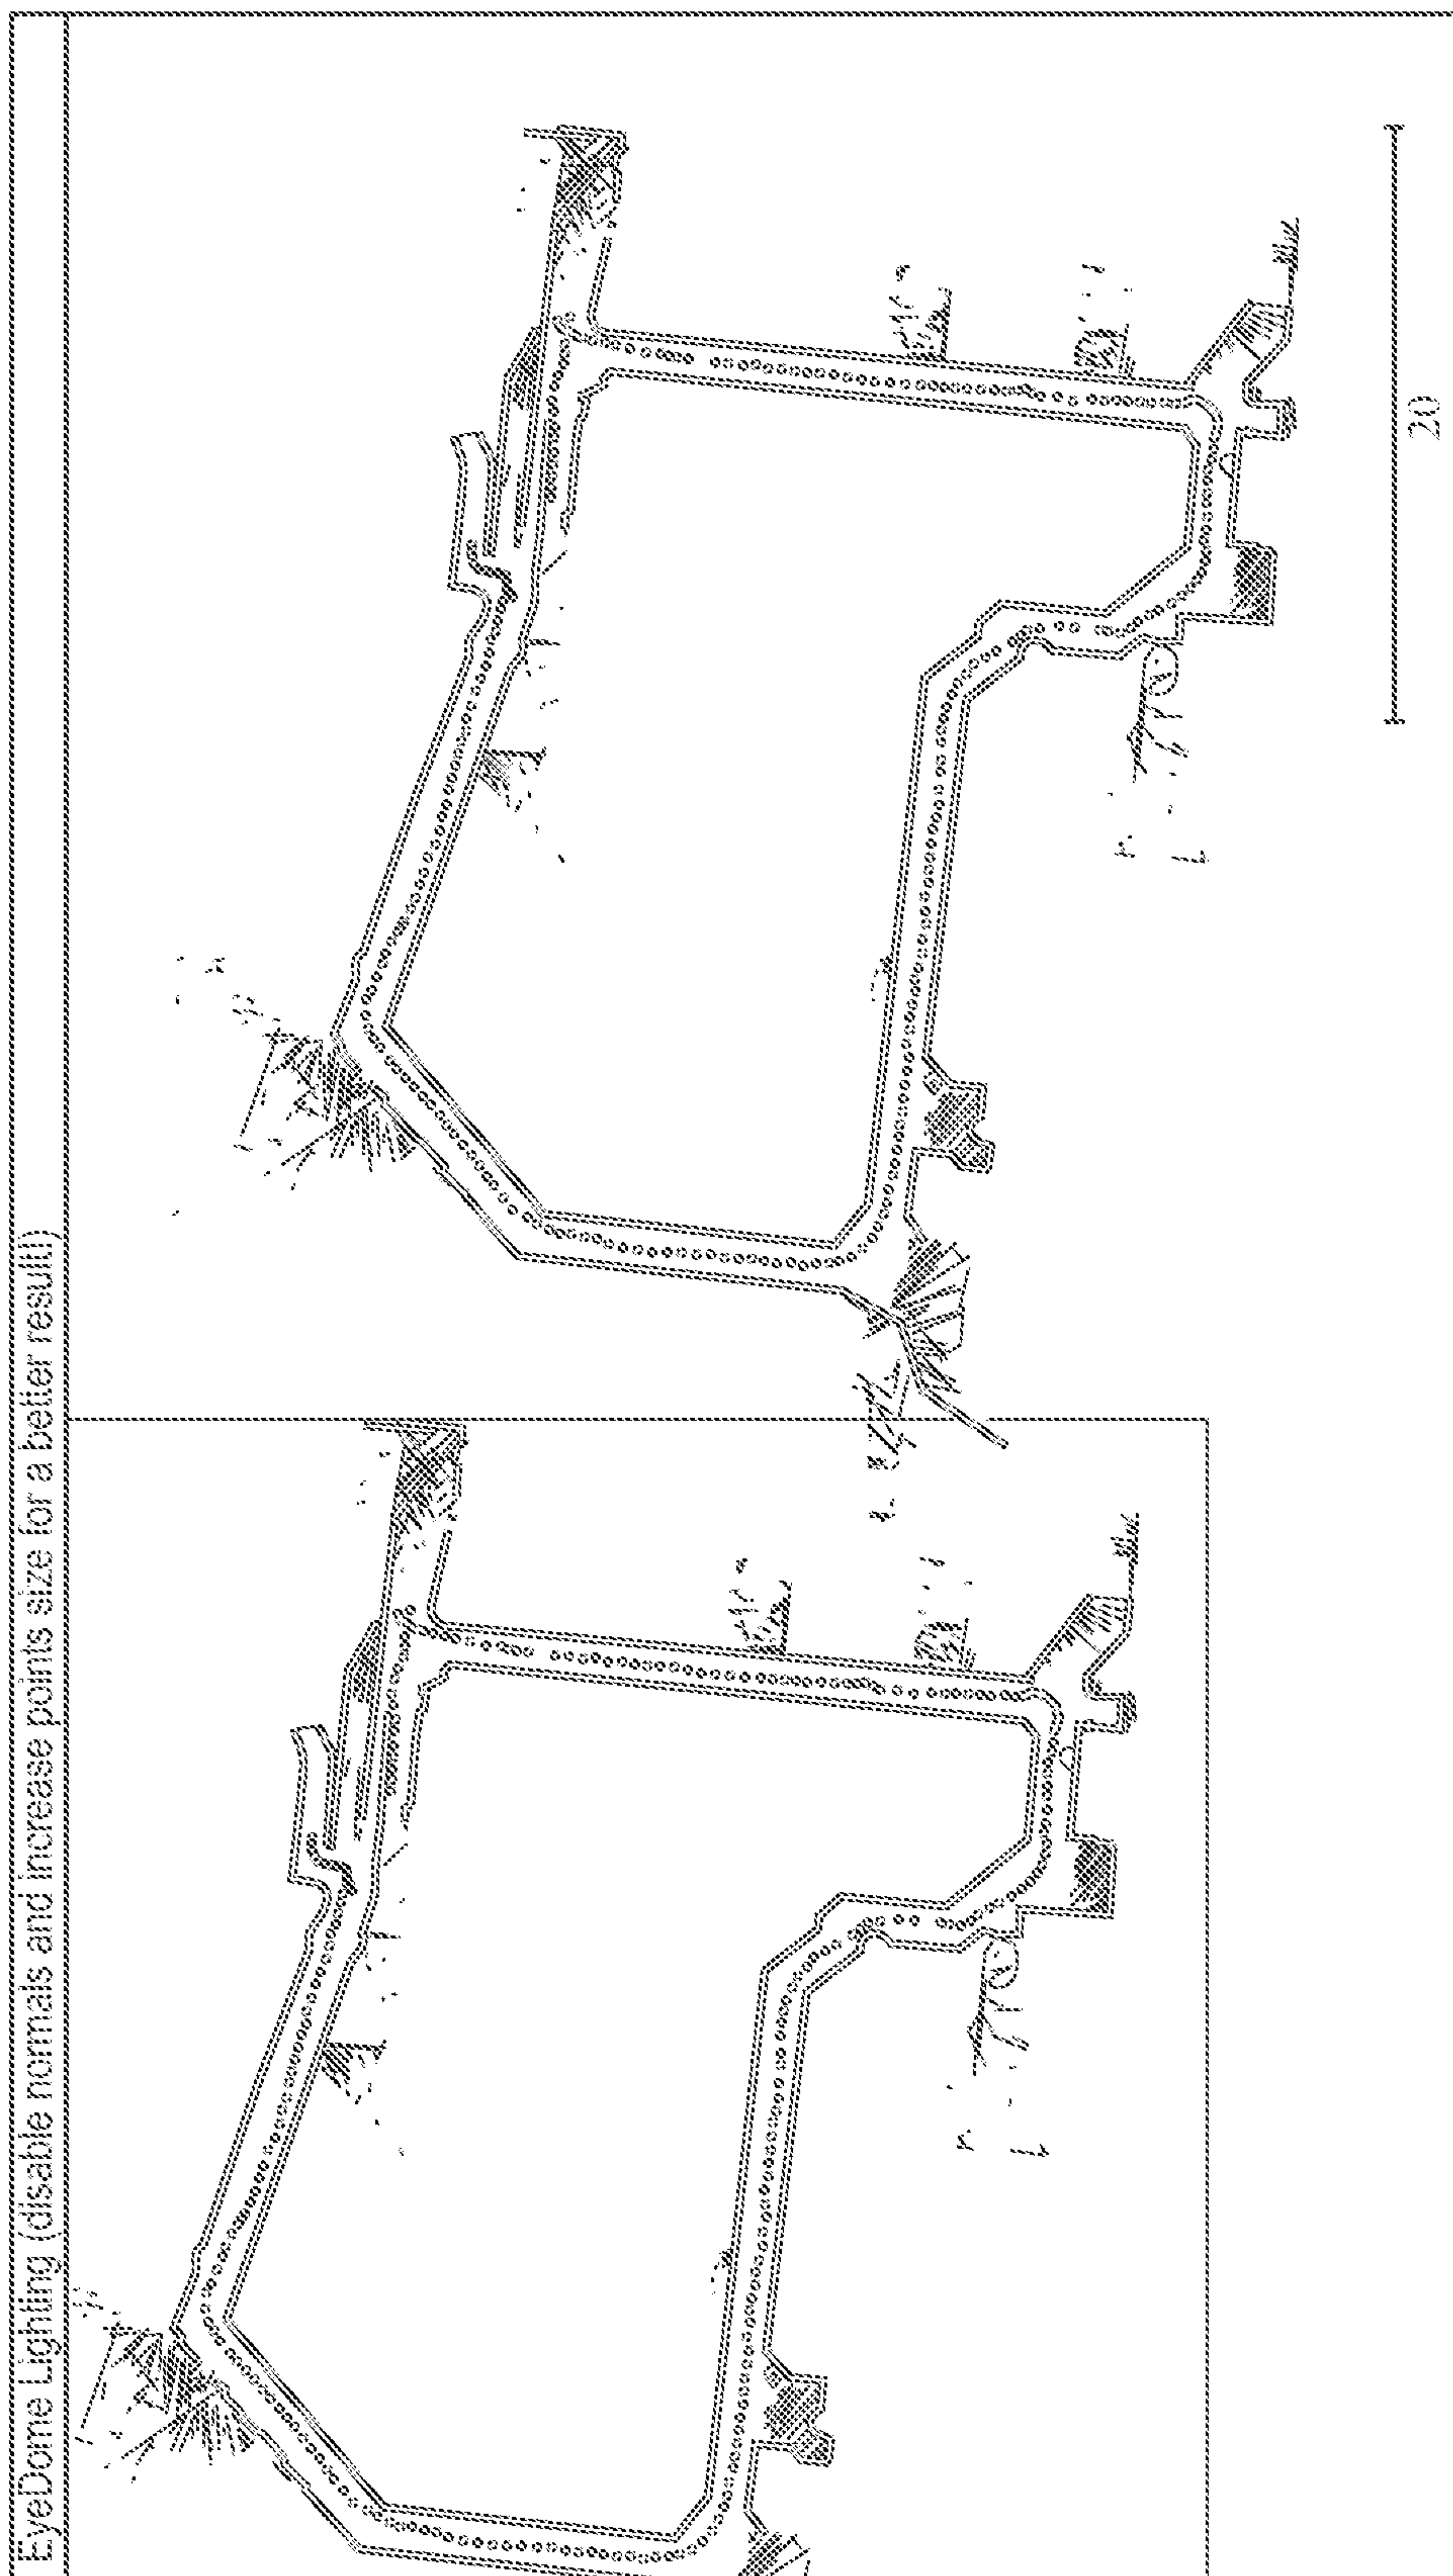 EyeDome Lighting (disable normals and increase points size for a better result)
20